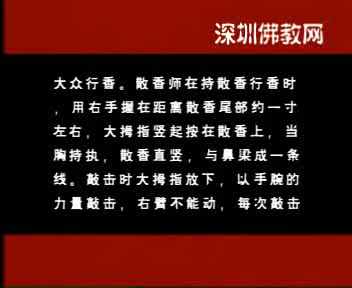 深圳佛教网
大众行香。散香师在持散香行香时
，用右手握在距离散香尾部约一寸
左右，大拇指竖起按在散香上，当
胸持执，散香直竖，与鼻梁成一条
线。敲击时大拇指放下，以手腕的
力量敲击，右臂不能动，每次敲击